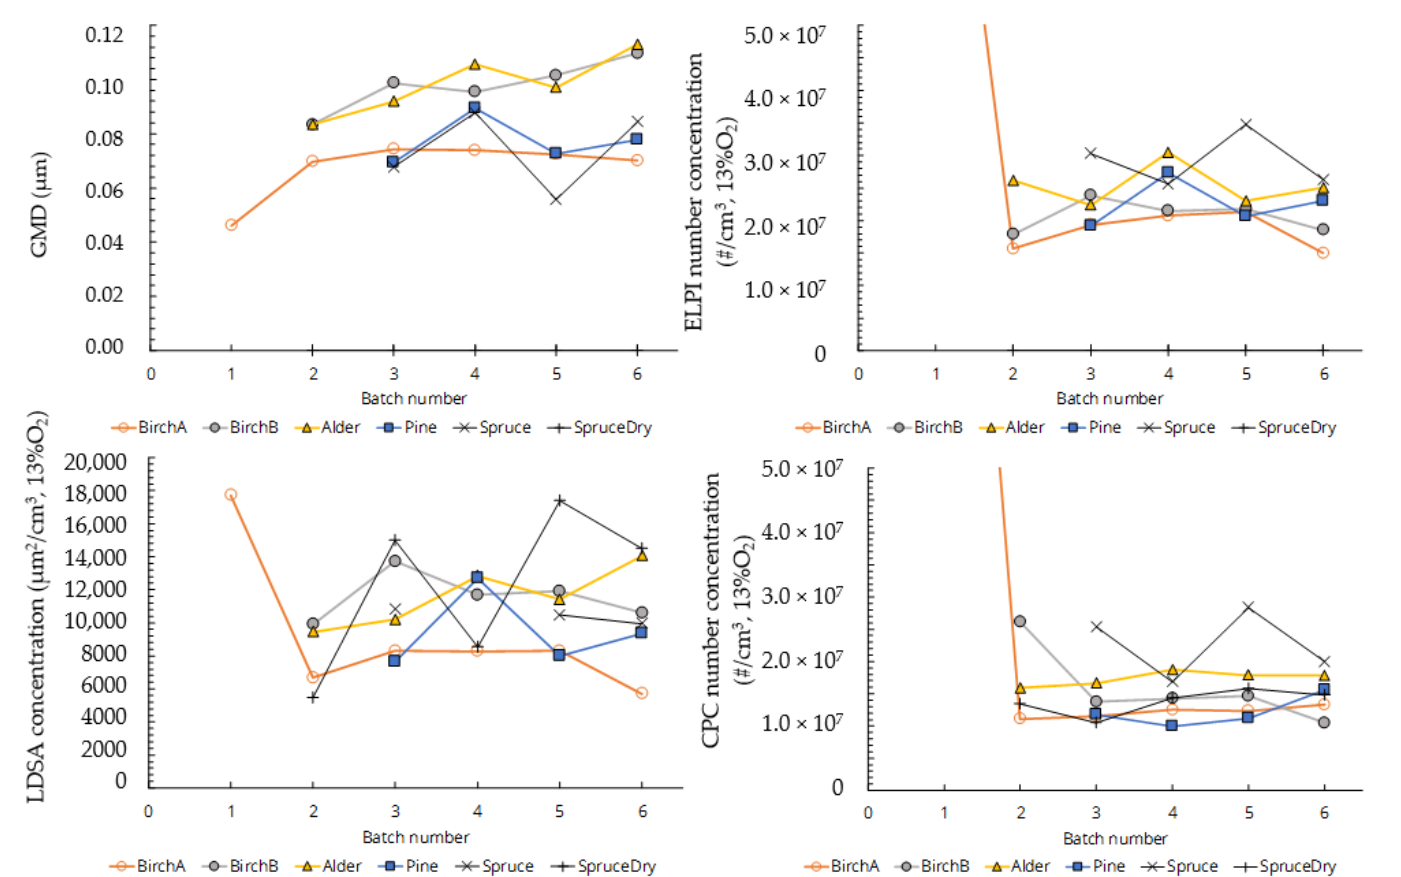 GMD (μm)
0.12
0.10
0.08
0.06
0.04
0.02
0.00
0 1 2 3 4 5 6
Batch number
BirchA BirchB Alder Pine Spruce SpruceDry
ELPI number concentration
(#/cm³, 13%O₂)
5.0 × 10⁷
4.0 × 10⁷
3.0 × 10⁷
2.0 × 10⁷
1.0 × 10⁷
0
0 1 2 3 4 5 6
Batch number
BirchA BirchB Alder Pine Spruce SpruceDry
LDSA concentration (μm²/cm³, 13%O₂)
20,000
18,000
16,000
14,000
12,000
10,000
8000
6000
4000
2000
0
0 1 2 3 4 5 6
Batch number
BirchA BirchB Alder Pine Spruce SpruceDry
CPC number concentration
(#/cm³, 13%O₂)
5.0 × 10⁷
4.0 × 10⁷
3.0 × 10⁷
2.0 × 10⁷
1.0 × 10⁷
0
0 1 2 3 4 5 6
Batch number
BirchA BirchB Alder Pine Spruce SpruceDry